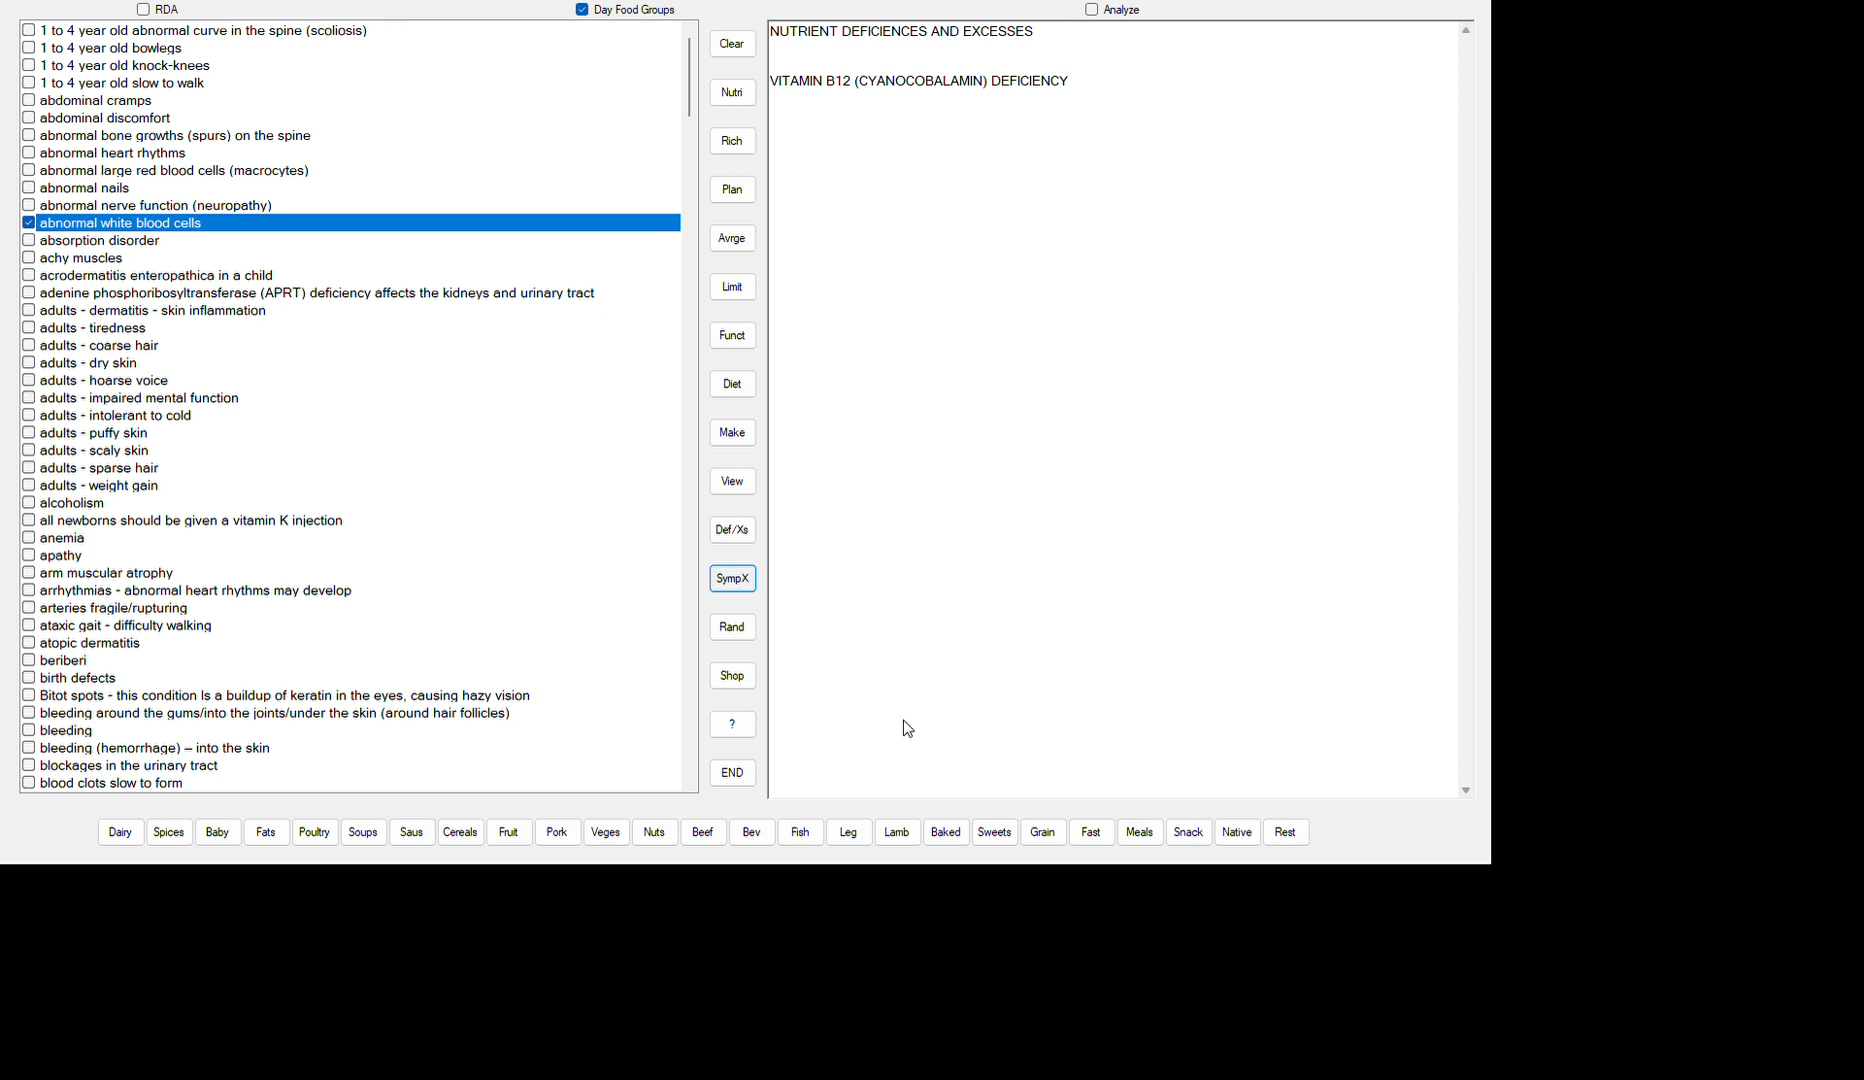 RDA
Day Food Groups
Analyze
1 to 4 year old abnormal curve in the spine (scoliosis)
1 to 4 year old bowlegs
1 to 4 year old knock-knees
1 to 4 year old slow to walk
abdominal cramps
abdominal discomfort
abnormal bone growths (spurs) on the spine
abnormal heart rhythms
abnormal large red blood cells (macrocytes)
abnormal nails
abnormal nerve function (neuropathy)
abnormal white blood cells
absorption disorder
achy muscles
acrodermatitis enteropathica in a child
adenine phosphoribosyltransferase (APRT) deficiency affects the kidneys and urinary tract
adults - dermatitis - skin inflammation
adults - tiredness
adults - coarse hair
adults - dry skin
adults - hoarse voice
adults - impaired mental function
adults - intolerant to cold
adults - puffy skin
adults - scaly skin
adults - sparse hair
adults - weight gain
alcoholism
all newborns should be given a vitamin K injection
anemia
apathy
arm muscular atrophy
arrhythmias - abnormal heart rhythms may develop
arteries fragile/rupturing
ataxic gait - difficulty walking
atopic dermatitis
beriberi
birth defects
Bitot spots - this condition Is a buildup of keratin in the eyes, causing hazy vision
bleeding around the gums/into the joints/under the skin (around hair follicles)
bleeding
bleeding (hemorrhage) – into the skin
blockages in the urinary tract
blood clots slow to form
Clear
Nutri
Rich
Plan
Avrge
Limit
Funct
Diet
Make
View
Def/Xs
SympX
Rand
Shop
?
END
NUTRIENT DEFICIENCES AND EXCESSES
VITAMIN B12 (CYANOCOBALAMIN) DEFICIENCY
Dairy
Spices
Baby
Fats
Poultry
Soups
Saus
Cereals
Fruit
Pork
Veges
Nuts
Beef
Bev
Fish
Leg
Lamb
Baked
Sweets
Grain
Fast
Meals
Snack
Native
Rest